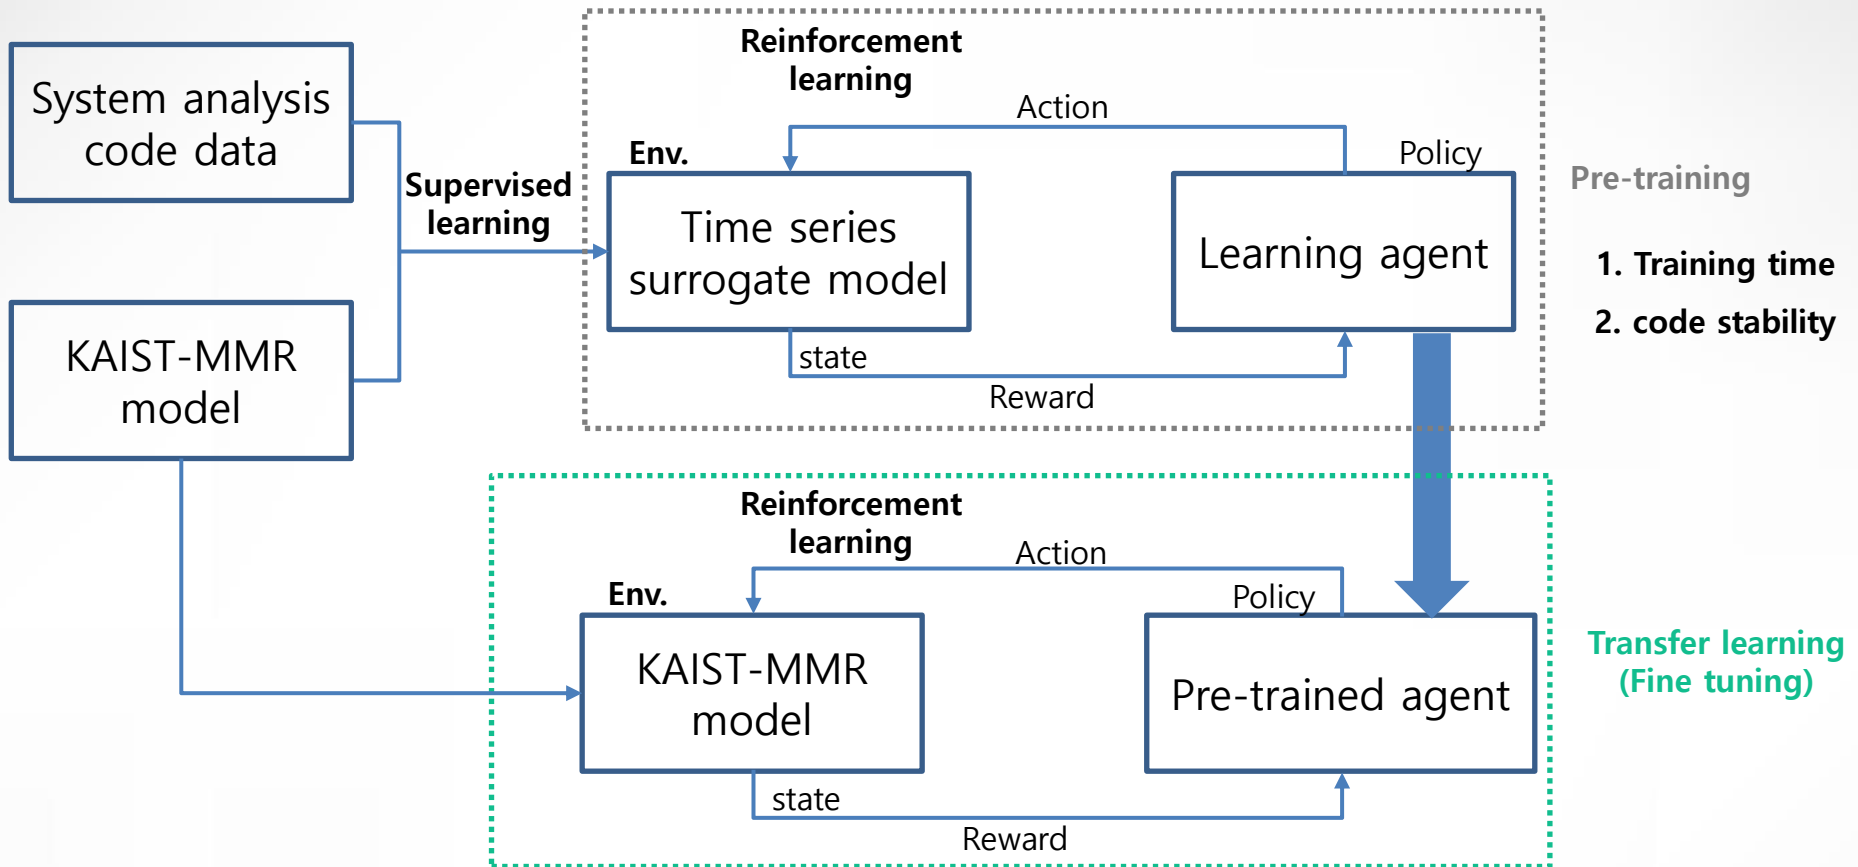 System analysis
code data
KAIST-MMR
model
Supervised
learning
Reinforcement
learning
Action
Env.
Policy
Time series
surrogate model
Learning agent
state
Reward
Pre-training
1. Training time
2. code stability
Reinforcement
learning
Action
Env.
Policy
KAIST-MMR
model
Pre-trained agent
state
Reward
Transfer learning
(Fine tuning)